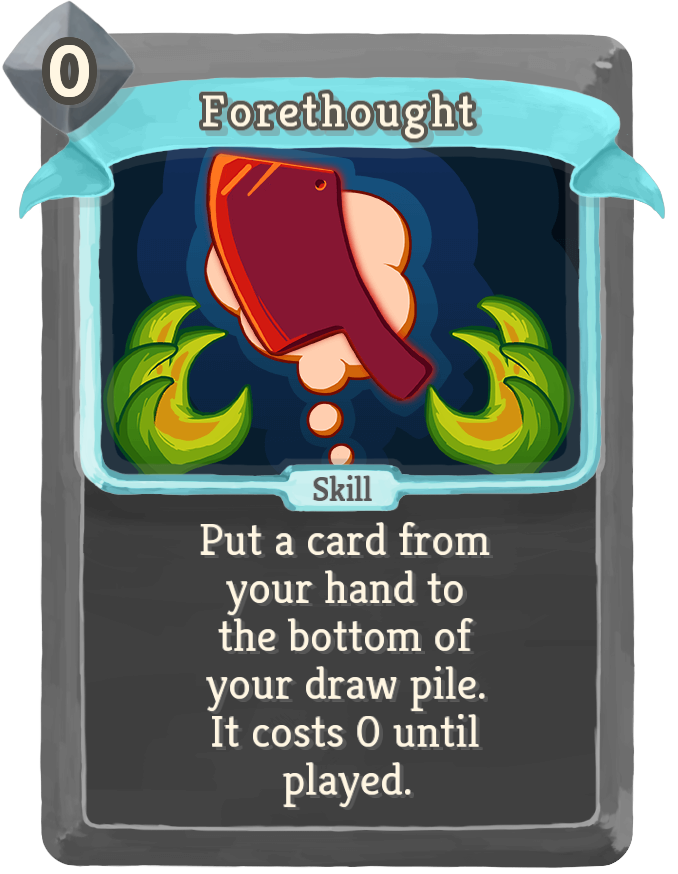 0
Forethought
Skill
Put a card from
your hand to
the bottom of
your draw pile.
It costs 0 until
played.